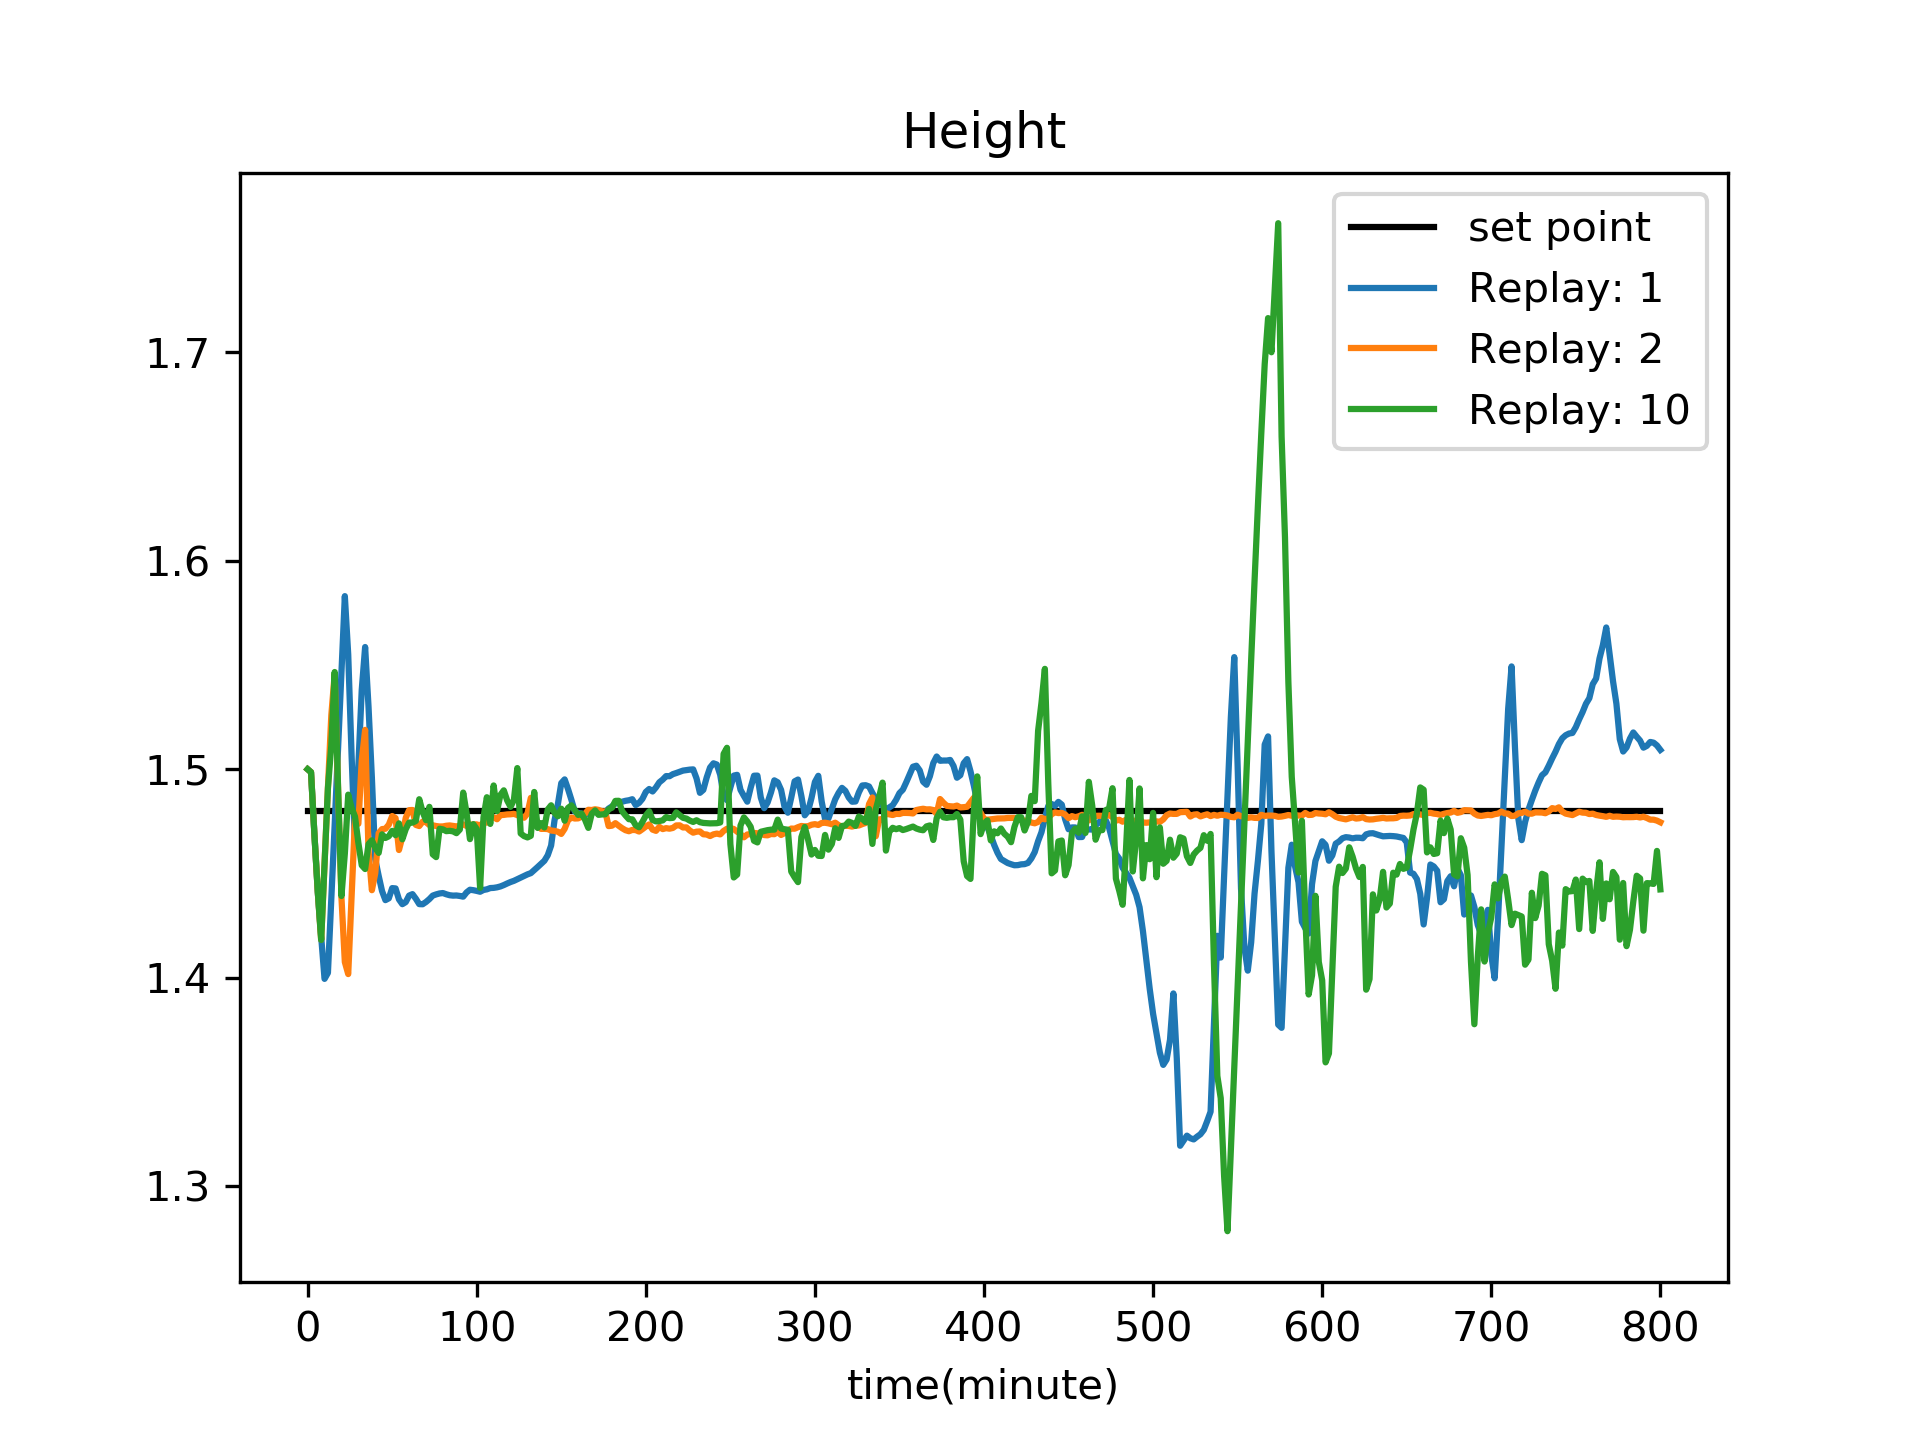 Height
set point
Replay: 1
Replay: 2
Replay: 10
1.7
1.6
1.5
1.4
1.3
0 100 200 300 400 500 600 700 800
time(minute)